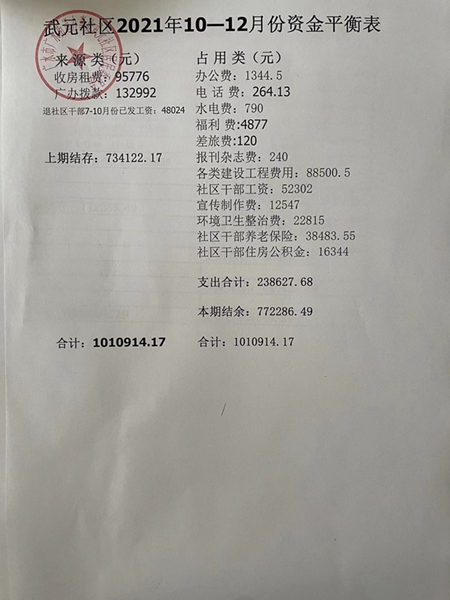 武元社区2021年10—12月份资金平衡表
来 源 类（元）
收房租费：95776
广办拨款：132992
退社区干部7-10月份已发工资：48024
上期结存：734122.17
合计：1010914.17
占 用 类（元）
办公费：1344.5
电 话 费：264.13
水电费：790
福利 费:4877
差旅费:120
报刊杂志费：240
各类建设工程费用：88500.5
社区干部工资：52302
宣传制作费：12547
环境卫生整治费：22815
社区干部养老保险：38483.55
社区干部住房公积金：16344
支出合计：238627.68
本期结余：772286.49
合计：1010914.17